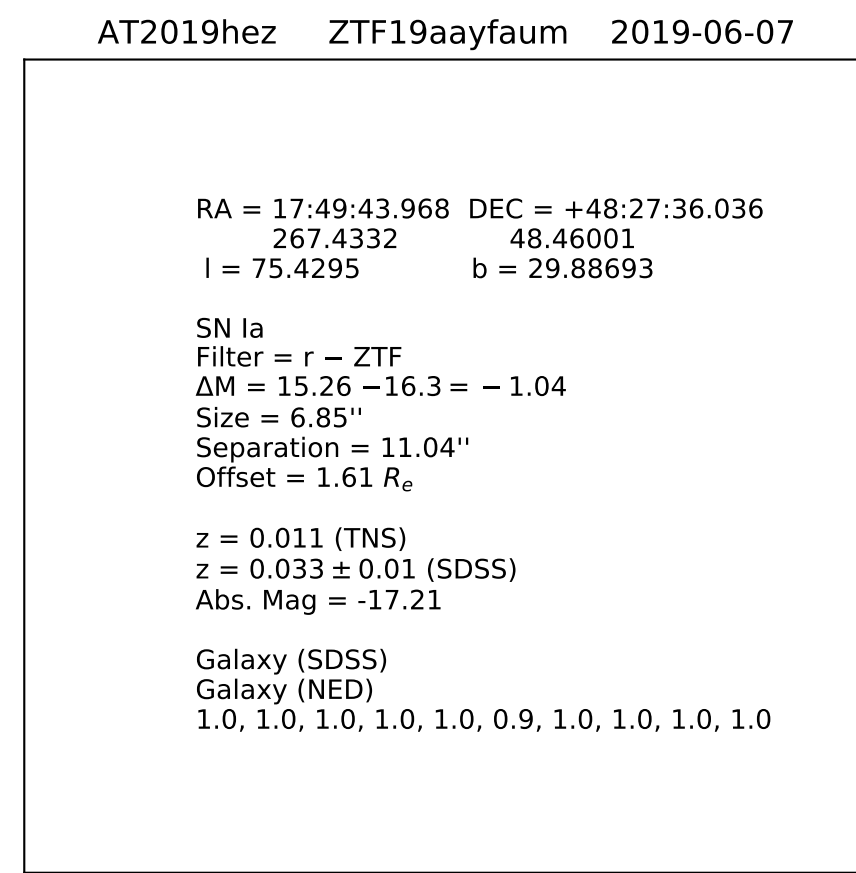 AT2019hez ZTF19aayfaum 2019-06-07
RA = 17:49:43.968 DEC = +48:27:36.036
267.4332 48.46001
l = 75.4295 b = 29.88693
SN Ia
Filter = r − ZTF
ΔM = 15.26 −16.3 = − 1.04
Size = 6.85''
Separation = 11.04''
Offset = 1.61 Re
z = 0.011 (TNS)
z = 0.033 ± 0.01 (SDSS)
Abs. Mag = -17.21
Galaxy (SDSS)
Galaxy (NED)
1.0, 1.0, 1.0, 1.0, 1.0, 0.9, 1.0, 1.0, 1.0, 1.0